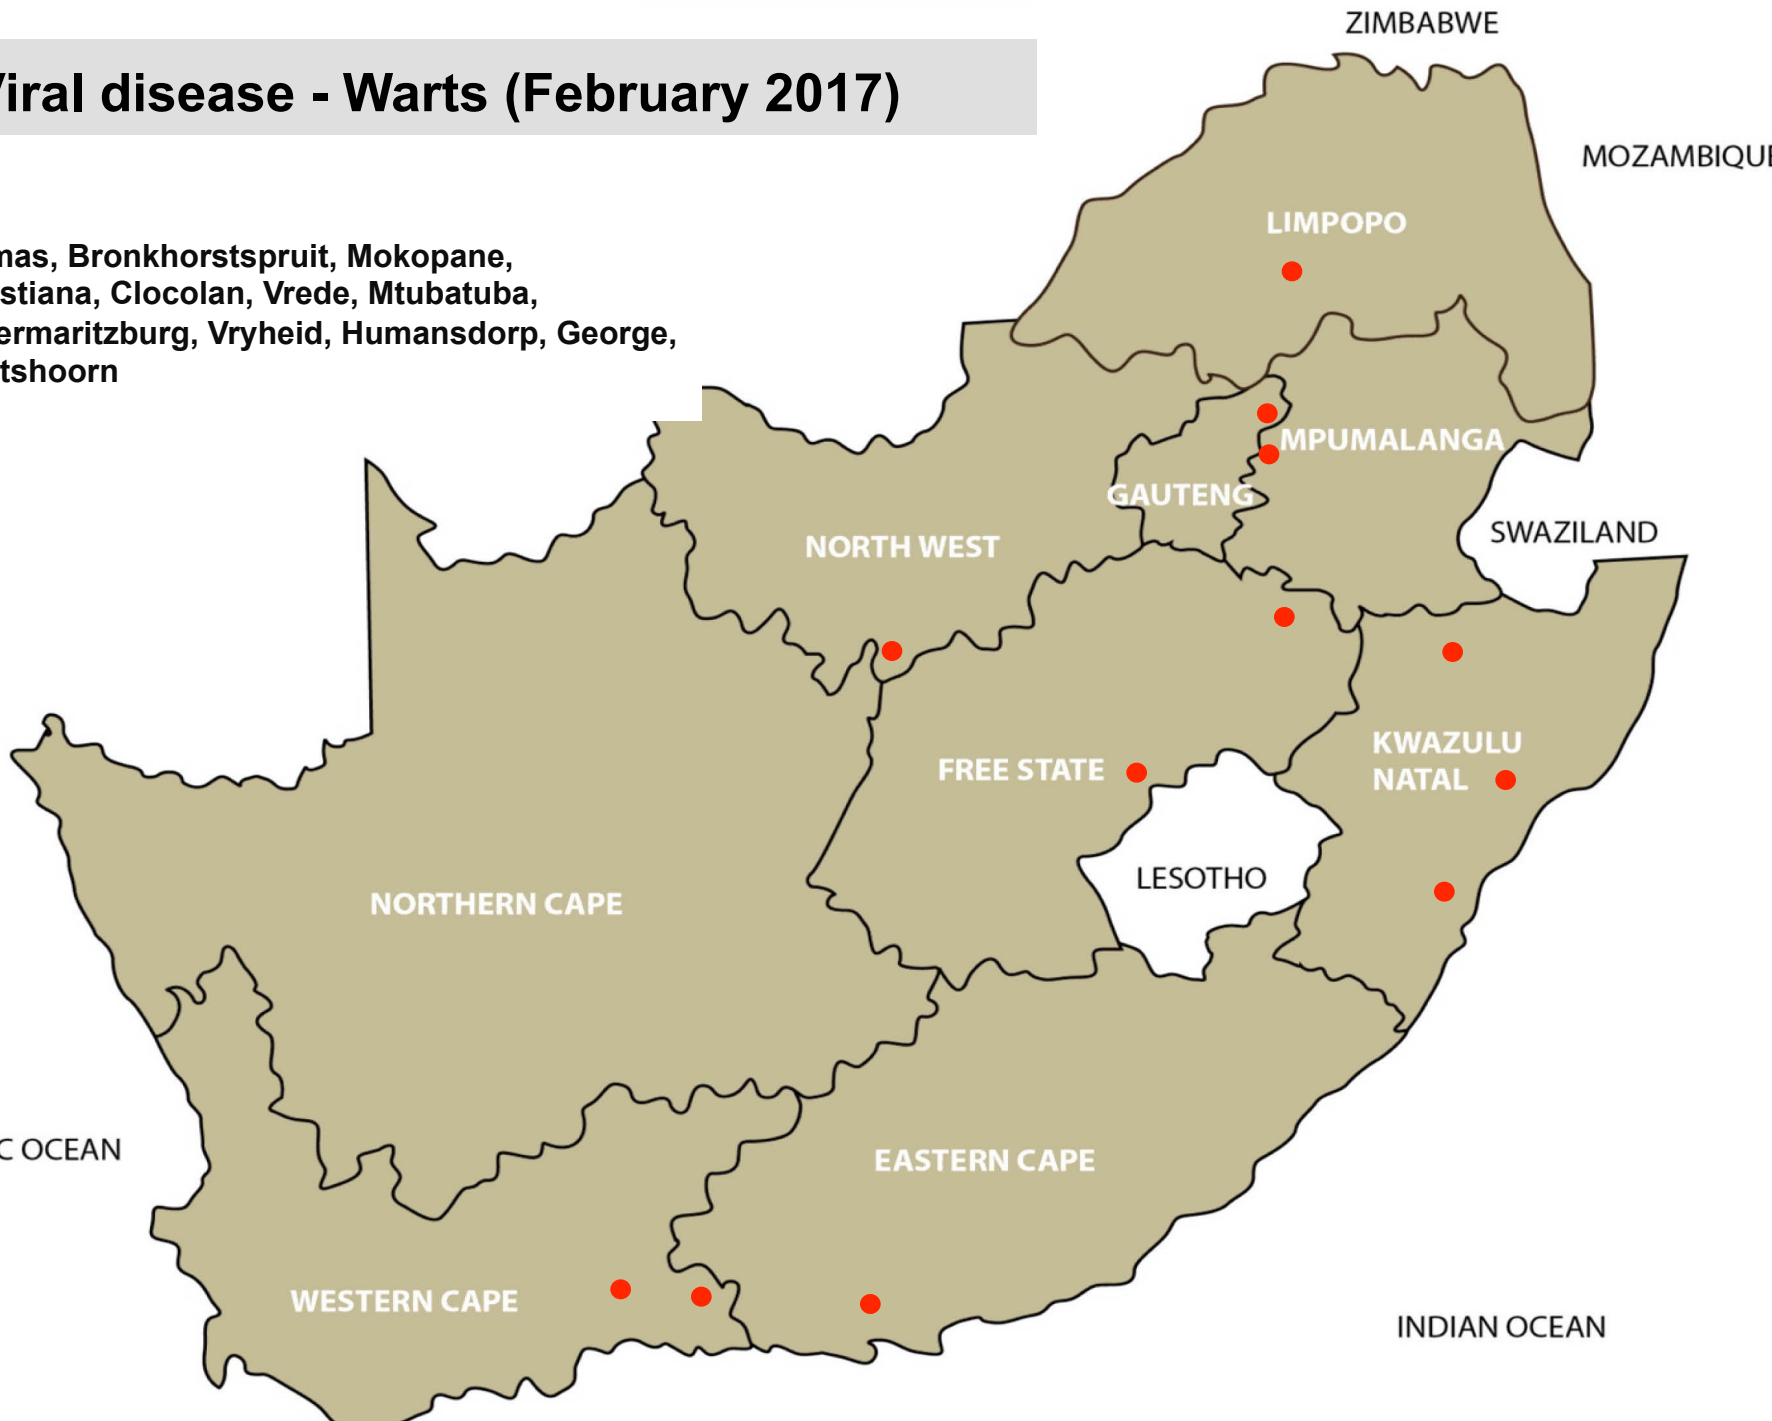 ZIMBABWE
iral disease - Warts (February 2017)
MOZAMBIQUE
LIMPOPO
mas, Bronkhorstspruit, Mokopane,
stiana, Clocolan, Vrede, Mtubatuba,
ermaritzburg, Vryheid, Humansdorp, George,
tshoorn
MPUMALANGA
GAUTENG
SWAZILAND
NORTH WEST
KWAZULU
NATAL
FREE STATE
LESOTHO
NORTHERN CAPE
C OCEAN
EASTERN CAPE
WESTERN CAPE
INDIAN OCEAN